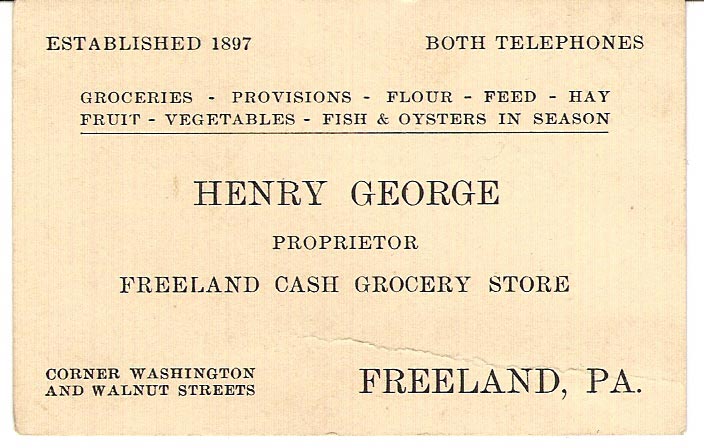 ESTABLISHED 1897 BOTH TELEPHONES
GROCERIES - PROVISIONS - FLOUR - FEED - HAY
FRUIT - VEGETABLES - FISH & OYSTERS IN SEASON
HENRY GEORGE
PROPRIETOR
FREELAND CASH GROCERY STORE
CORNER WASHINGTON
AND WALNUT STREETS
FREELAND, PA.